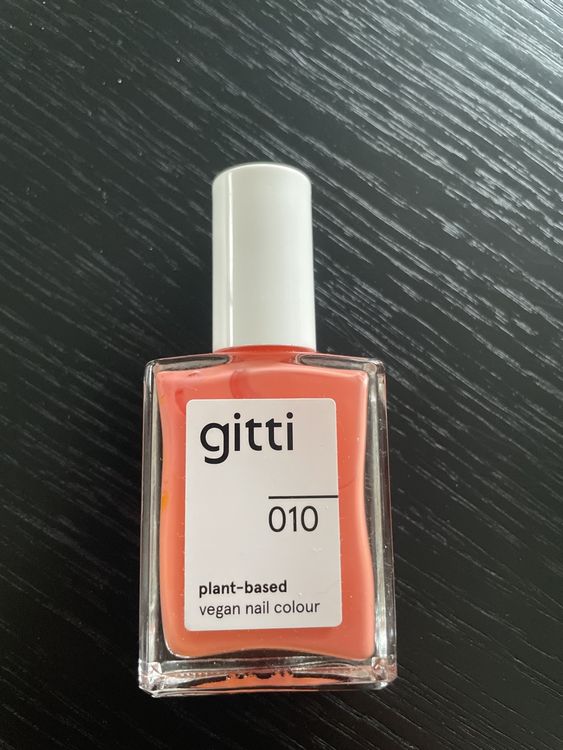 gitti
010
plant-based
vegan nail colour